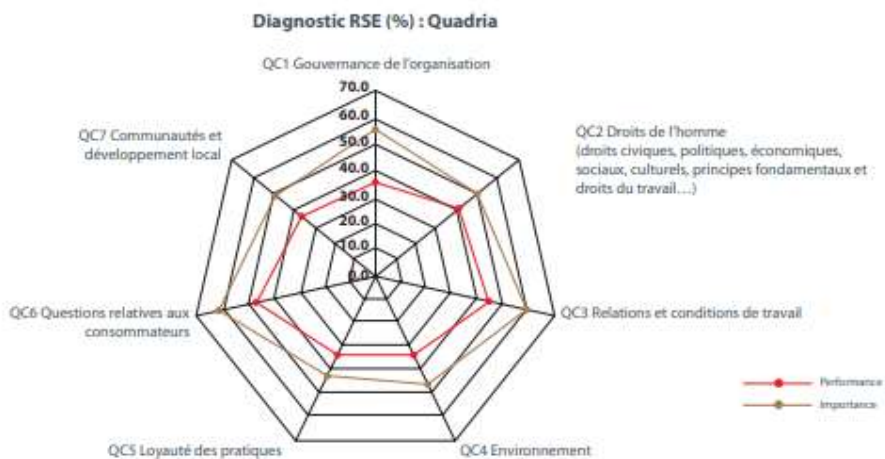 Diagnostic RSE (%) : Quadria
QC1 Gouvernance de l'organisation
70.0
60.0
50.0
40.0
30.0
20.0
10.0
0.0
QC7 Communautés et
développement local
QC2 Droits de l'homme
(droits civiques, politiques, économiques,
sociaux, culturels, principes fondamentaux et
droits du travail…)
QC6 Questions relatives aux
consommateurs
QC3 Relations et conditions de travail
Performance
Importance
QC5 Loyauté des pratiques
QC4 Environnement